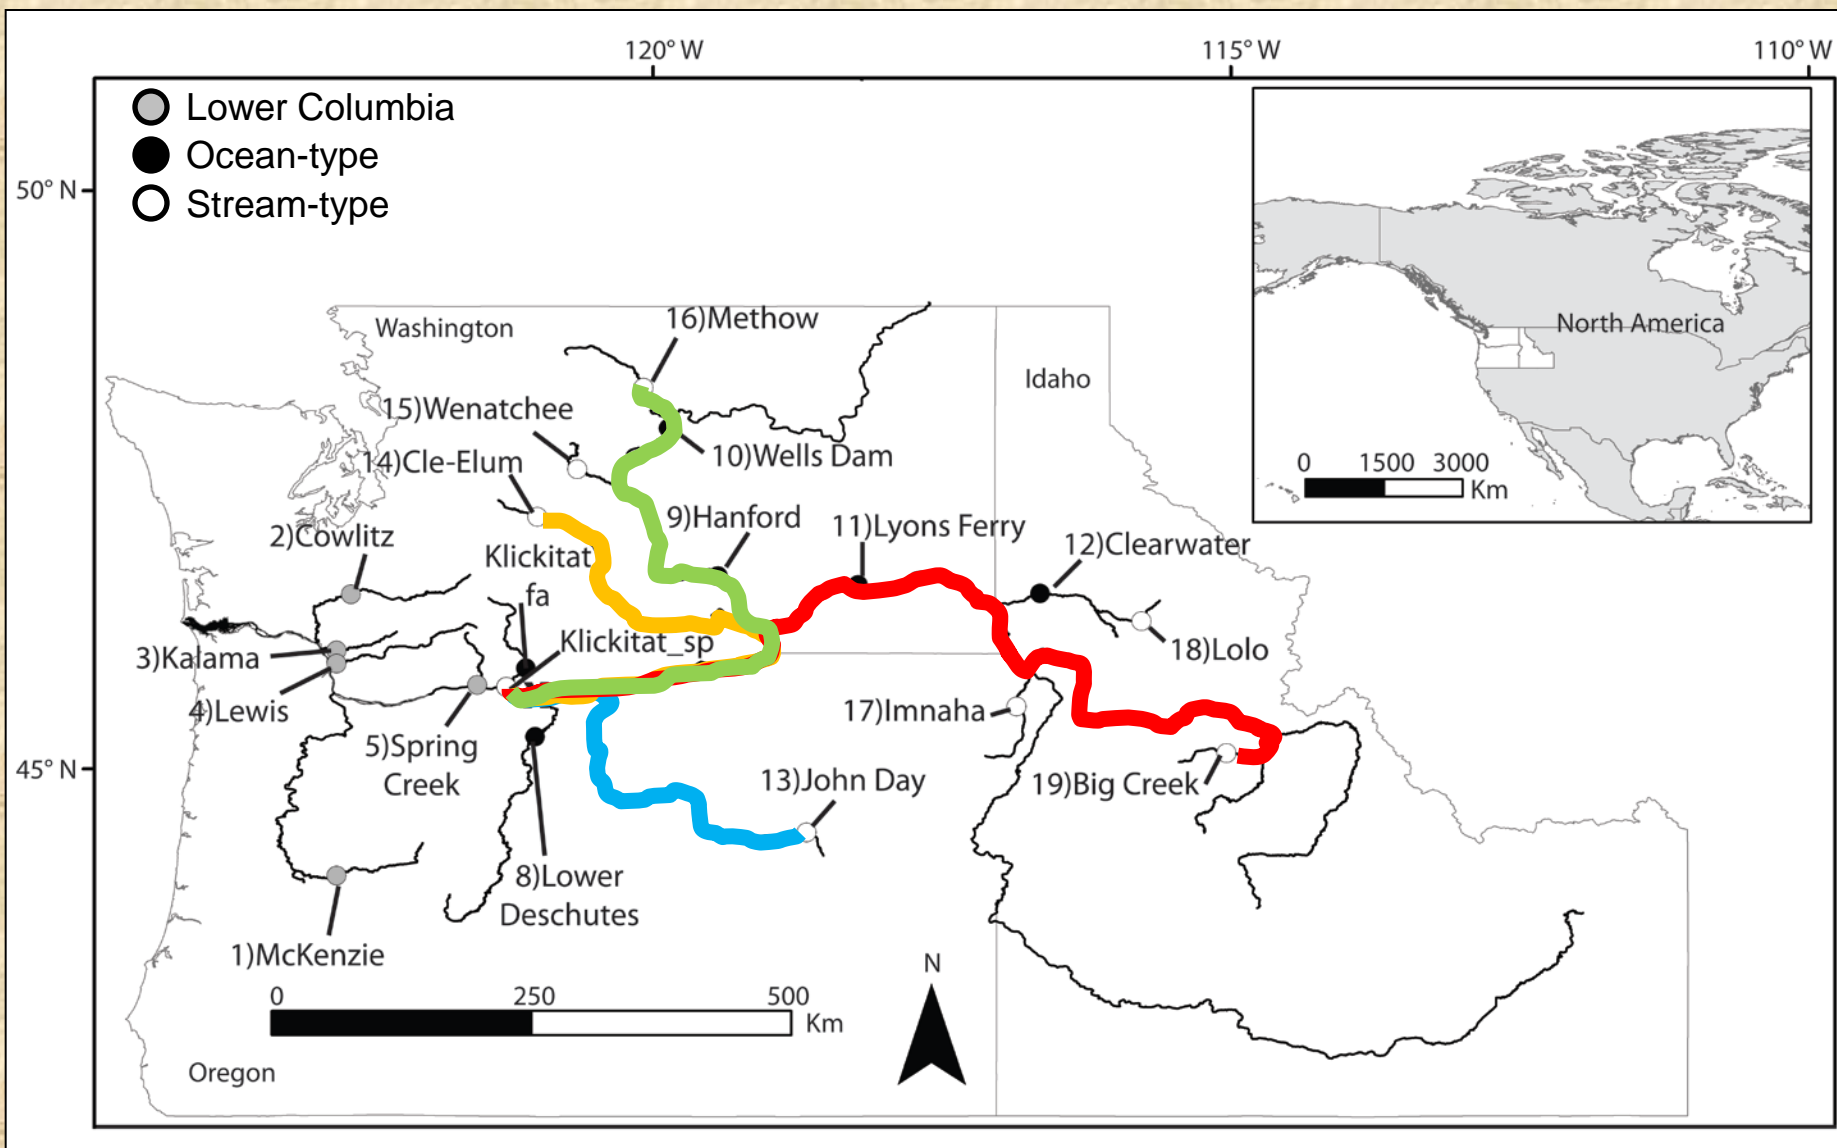 120° W
115° W
110° W
Lower Columbia
Ocean-type
Stream-type
50° N
North America
0 1500 3000
Km
Washington
16)Methow
Idaho
15)Wenatchee
10)Wells Dam
14)Cle-Elum
9)Hanford
11)Lyons Ferry
2)Cowlitz
12)Clearwater
Klickitat
fa
Klickitat_sp
3)Kalama
18)Lolo
4)Lewis
17)Imnaha
5)Spring
Creek
45° N
13)John Day
19)Big Creek
8)Lower
Deschutes
1)McKenzie
N
0 250 500
Km
Oregon